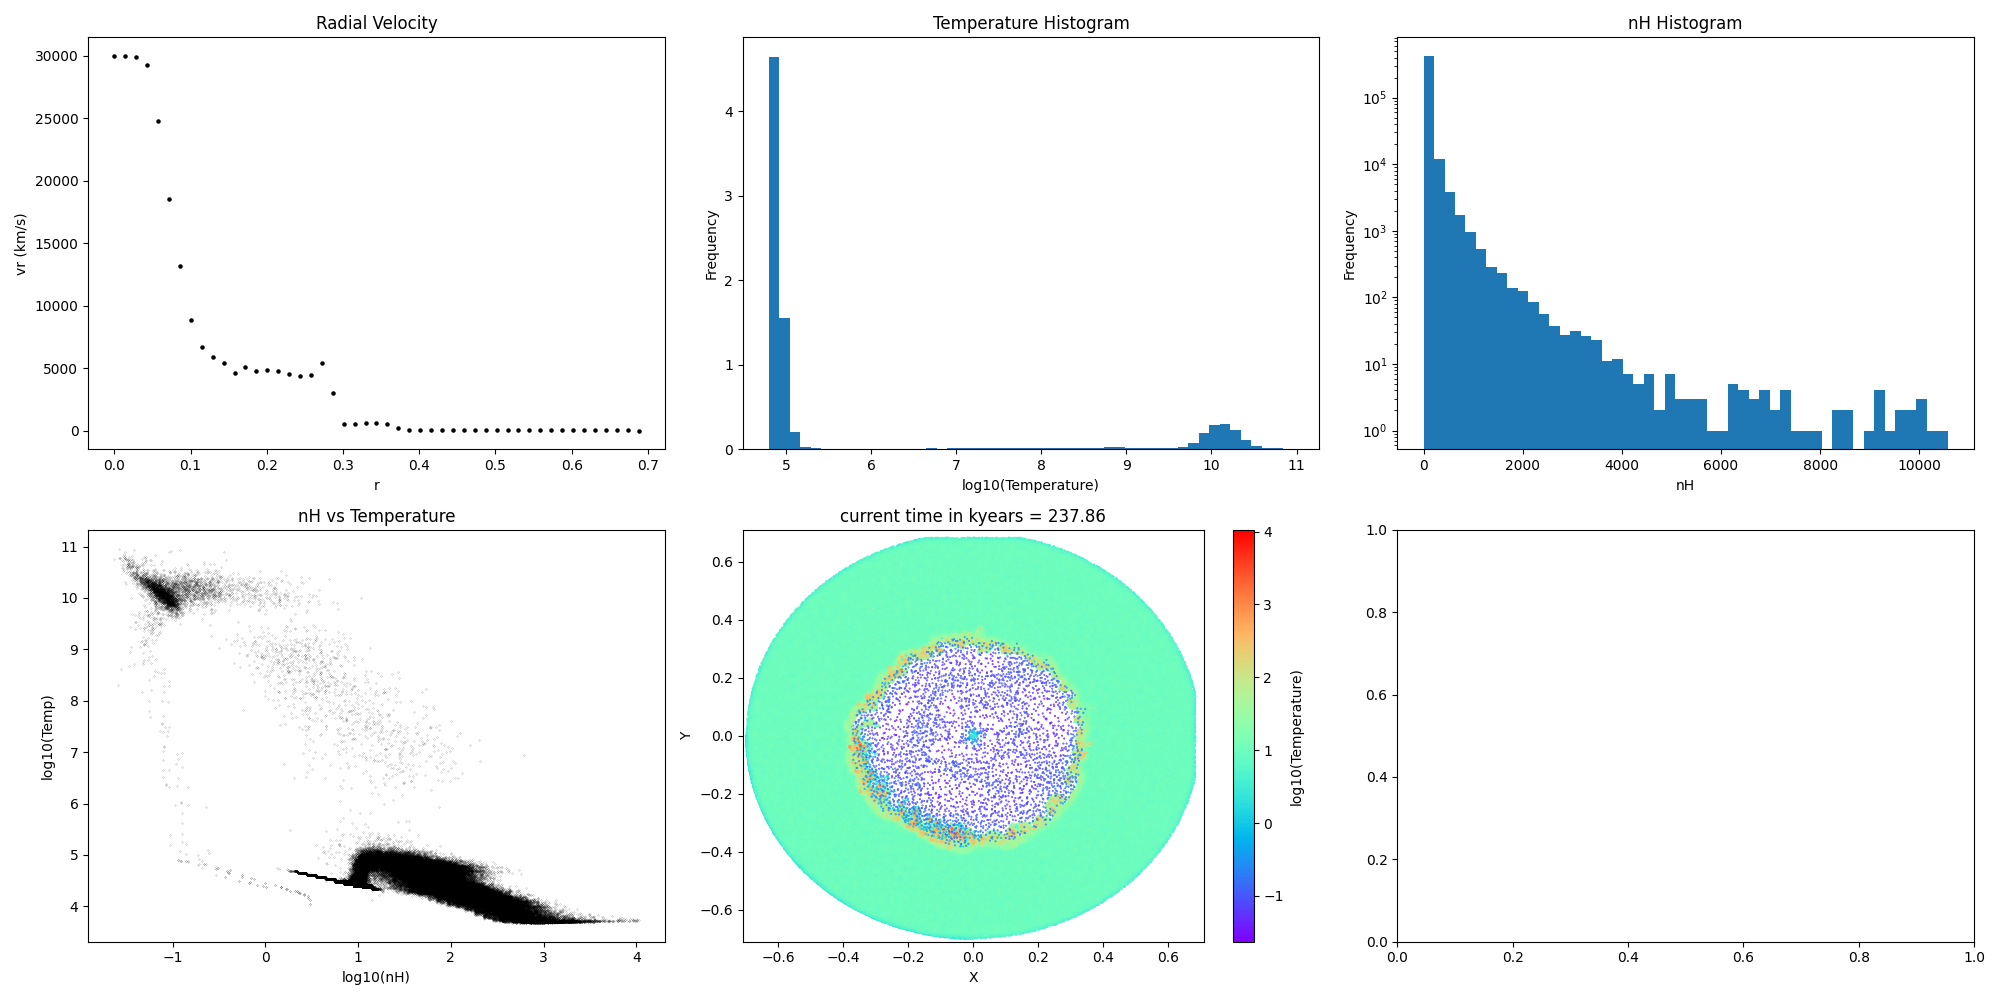 Radial Velocity
30000
25000
20000
15000
10000
5000
0
vr (km/s)
0.0 0.1 0.2 0.3 0.4 0.5 0.6 0.7
r
Temperature Histogram
4
3
2
1
0
Frequency
5 6 7 8 9 10 11
log10(Temperature)
nH Histogram
10^5
10^4
10^3
10^2
10^1
10^0
Frequency
0 2000 4000 6000 8000 10000
nH
nH vs Temperature
11
10
9
8
7
6
5
4
log10(Temp)
−1 0 1 2 3 4
log10(nH)
current time in kyears = 237.86
0.6
0.4
0.2
0.0
−0.2
−0.4
−0.6
Y
−0.6 −0.4 −0.2 0.0 0.2 0.4 0.6
X
4
3
2
1
0
−1
log10(Temperature)
1.0
0.8
0.6
0.4
0.2
0.0
0.0 0.2 0.4 0.6 0.8 1.0